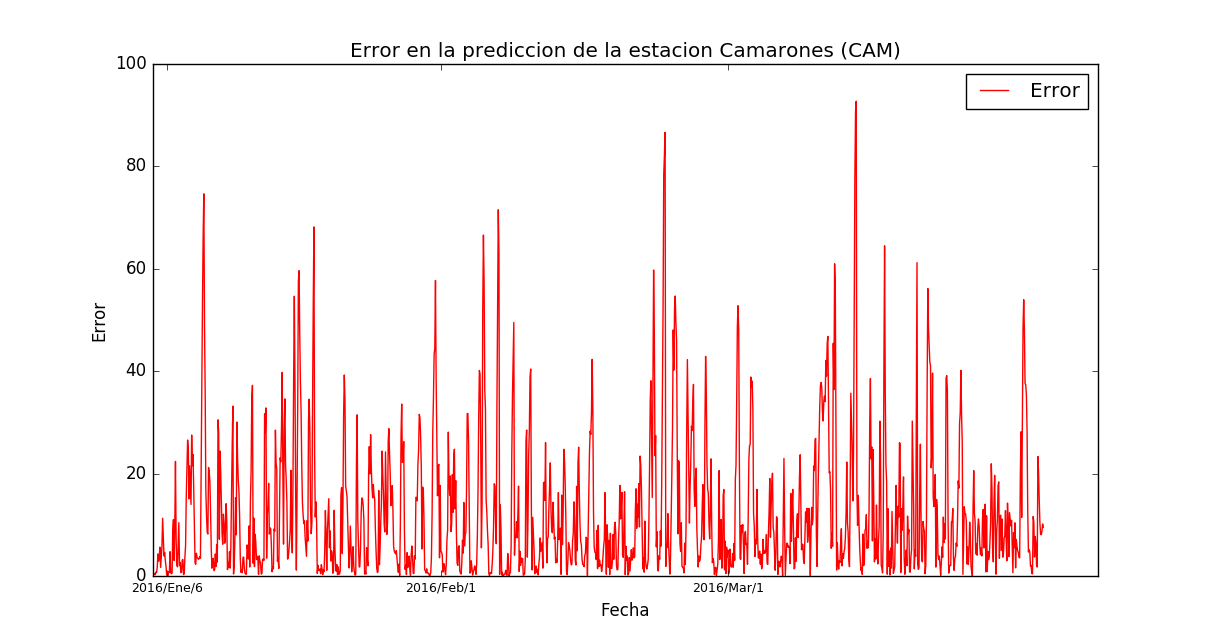 Error en la prediccion de la estacion Camarones (CAM)
100
80
60
40
20
0
Error
Error
2016/Ene/6
2016/Feb/1
2016/Mar/1
Fecha